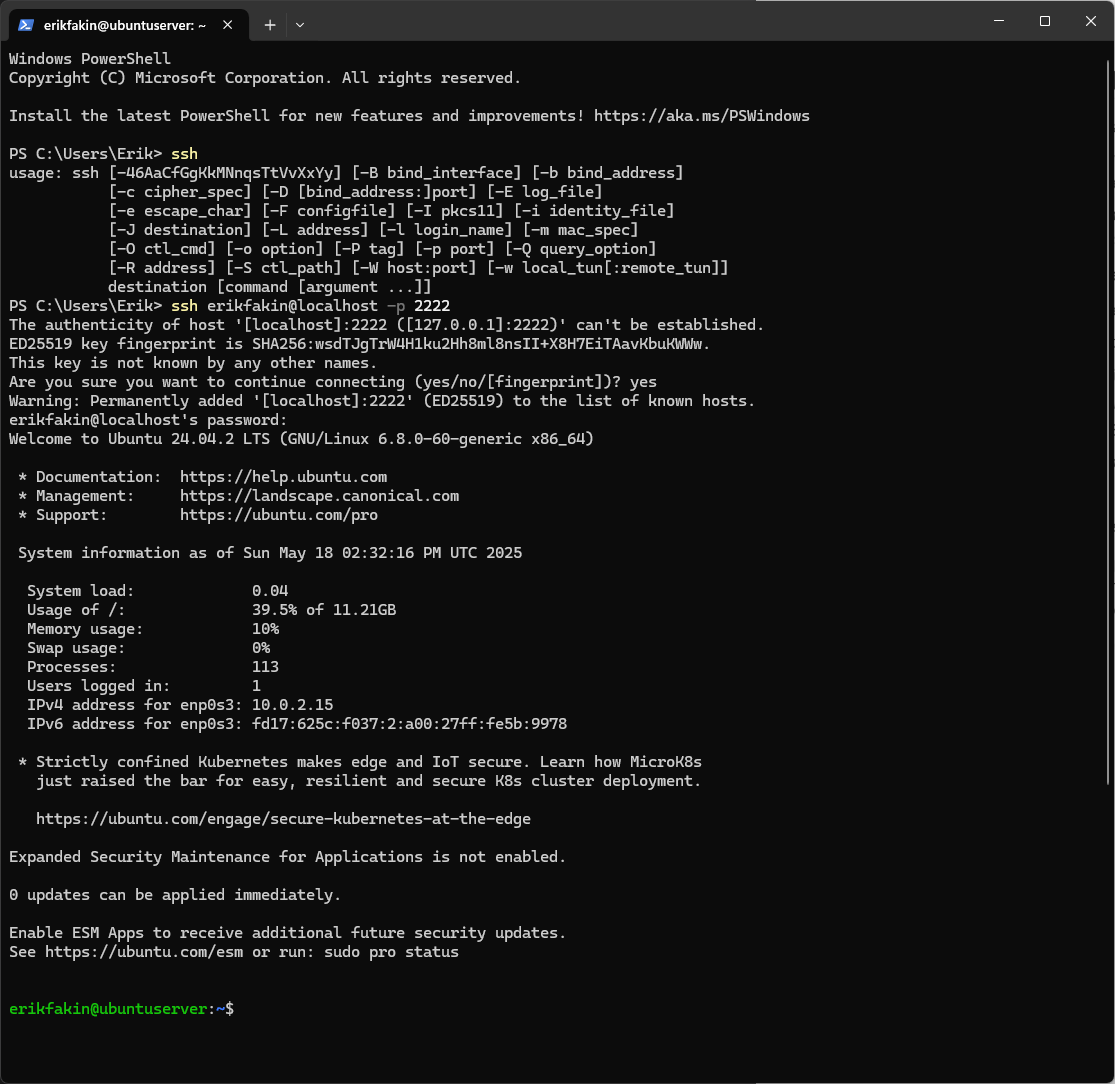 erikfakin@ubuntuserver: ~
Windows PowerShell
Copyright (C) Microsoft Corporation. All rights reserved.
Install the latest PowerShell for new features and improvements! https://aka.ms/PSWindows
PS C:\Users\Erik> ssh
usage: ssh [-46AaCfGgKkMNnqsTtVvXxYy] [-B bind_interface] [-b bind_address]
           [-c cipher_spec] [-D [bind_address:]port] [-E log_file]
           [-e escape_char] [-F configfile] [-I pkcs11] [-i identity_file]
           [-J destination] [-L address] [-l login_name] [-m mac_spec]
           [-O ctl_cmd] [-o option] [-P tag] [-p port] [-Q query_option]
           [-R address] [-S ctl_path] [-W host:port] [-w local_tun[:remote_tun]]
           destination [command [argument ...]]
PS C:\Users\Erik> ssh erikfakin@localhost -p 2222
The authenticity of host '[localhost]:2222 ([127.0.0.1]:2222)' can't be established.
ED25519 key fingerprint is SHA256:wsdTJgTrW4H1ku2Hh8ml8nsII+X8H7EiTAavKbuKWWw.
This key is not known by any other names.
Are you sure you want to continue connecting (yes/no/[fingerprint])? yes
Warning: Permanently added '[localhost]:2222' (ED25519) to the list of known hosts.
erikfakin@localhost's password:
Welcome to Ubuntu 24.04.2 LTS (GNU/Linux 6.8.0-60-generic x86_64)
 * Documentation:  https://help.ubuntu.com
 * Management:     https://landscape.canonical.com
 * Support:        https://ubuntu.com/pro
 System information as of Sun May 18 02:32:16 PM UTC 2025
  System load:             0.04
  Usage of /:              39.5% of 11.21GB
  Memory usage:            10%
  Swap usage:              0%
  Processes:               113
  Users logged in:         1
  IPv4 address for enp0s3: 10.0.2.15
  IPv6 address for enp0s3: fd17:625c:f037:2:a00:27ff:fe5b:9978
 * Strictly confined Kubernetes makes edge and IoT secure. Learn how MicroK8s
   just raised the bar for easy, resilient and secure K8s cluster deployment.
   https://ubuntu.com/engage/secure-kubernetes-at-the-edge
Expanded Security Maintenance for Applications is not enabled.
0 updates can be applied immediately.
Enable ESM Apps to receive additional future security updates.
See https://ubuntu.com/esm or run: sudo pro status
erikfakin@ubuntuserver:~$